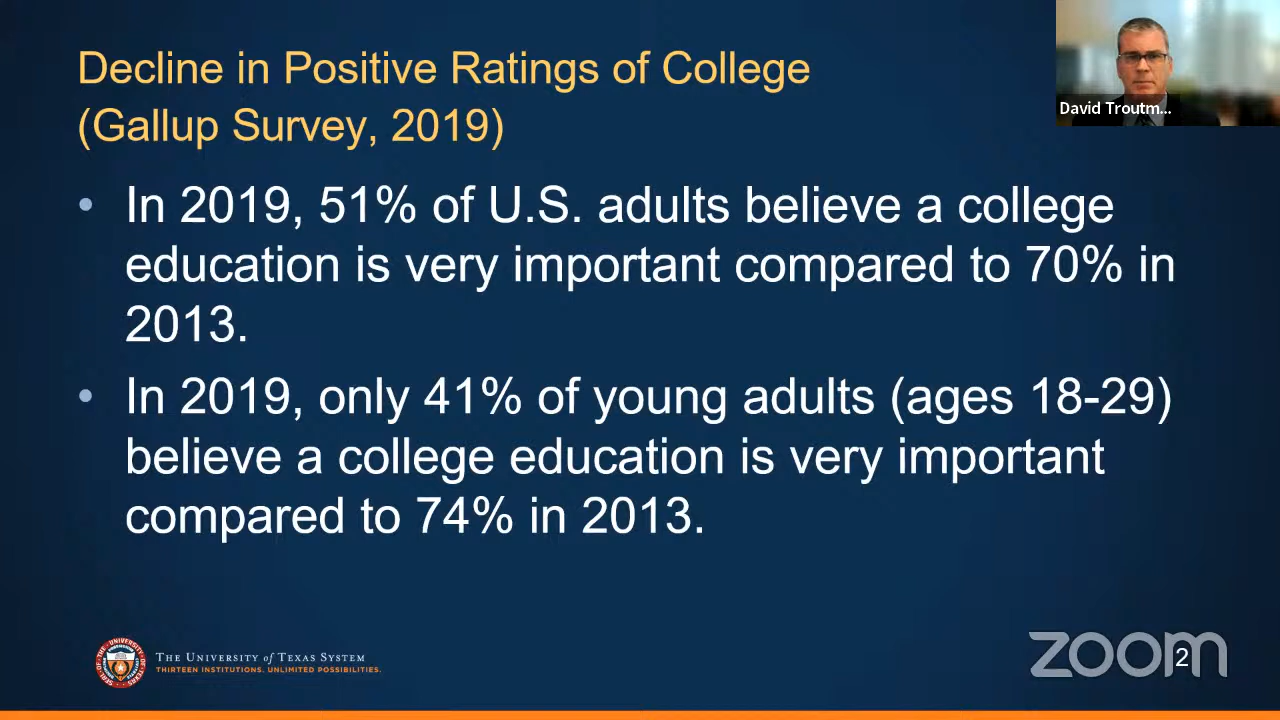 Decline in Positive Ratings of College
(Gallup Survey, 2019)
David Troutm...
• In 2019, 51% of U.S. adults believe a college
education is very important compared to 70% in
2013.
• In 2019, only 41% of young adults (ages 18-29)
believe a college education is very important
compared to 74% in 2013.
THE UNIVERSITY of TEXAS SYSTEM
THIRTEEN INSTITUTIONS. UNLIMITED POSSIBILITIES.
zoom
2